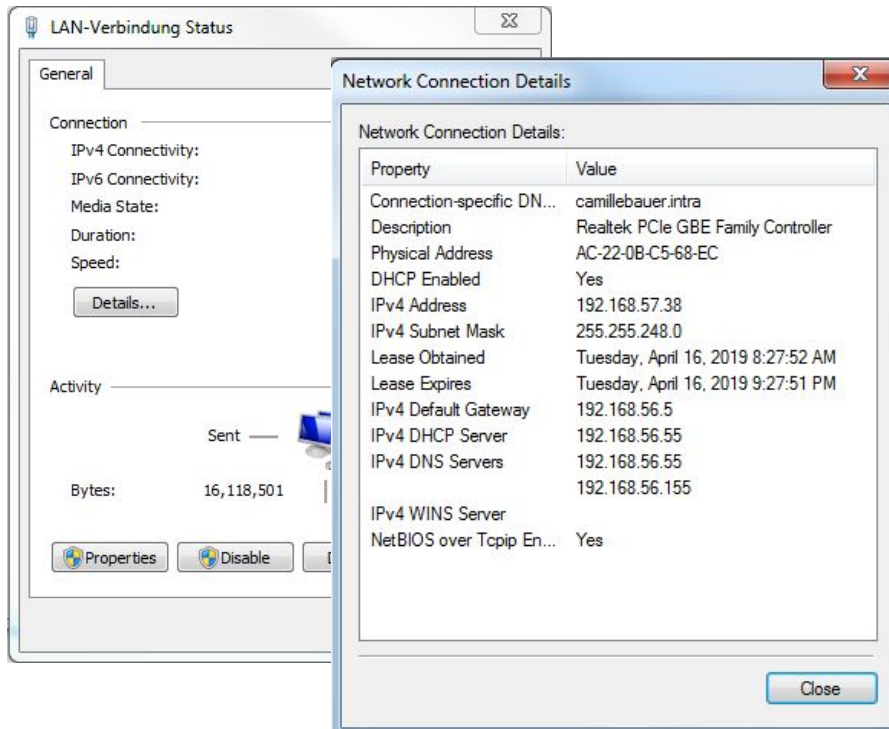 LAN-Verbindung Status
General
Connection
IPv4 Connectivity:
IPv6 Connectivity:
Media State:
Duration:
Speed:
Details...
Activity
Sent
Bytes: 16,118,501
Properties Disable
Network Connection Details
Network Connection Details:
Property Value
Connection-specific DN... camillebauer.intra
Description Realtek PCIe GBE Family Controller
Physical Address AC-22-0B-C5-68-EC
DHCP Enabled Yes
IPv4 Address 192.168.57.38
IPv4 Subnet Mask 255.255.248.0
Lease Obtained Tuesday, April 16, 2019 8:27:52 AM
Lease Expires Tuesday, April 16, 2019 9:27:51 PM
IPv4 Default Gateway 192.168.56.5
IPv4 DHCP Server 192.168.56.55
IPv4 DNS Servers 192.168.56.55
192.168.56.155
IPv4 WINS Server
NetBIOS over Tcpip En... Yes
Close